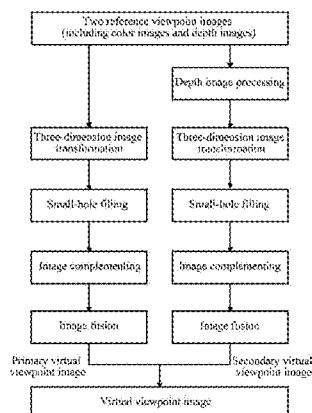 Two reference viewpoint images
(including color images and depth images)
Depth image processing
Three-dimension image
transformation
Three-dimension image
transformation
Small-hole filling
Small-hole filling
Image complementing
Image complementing
Image fusion
Image fusion
Primary virtual
viewpoint image
Secondary virtual
viewpoint image
Virtual viewpoint image